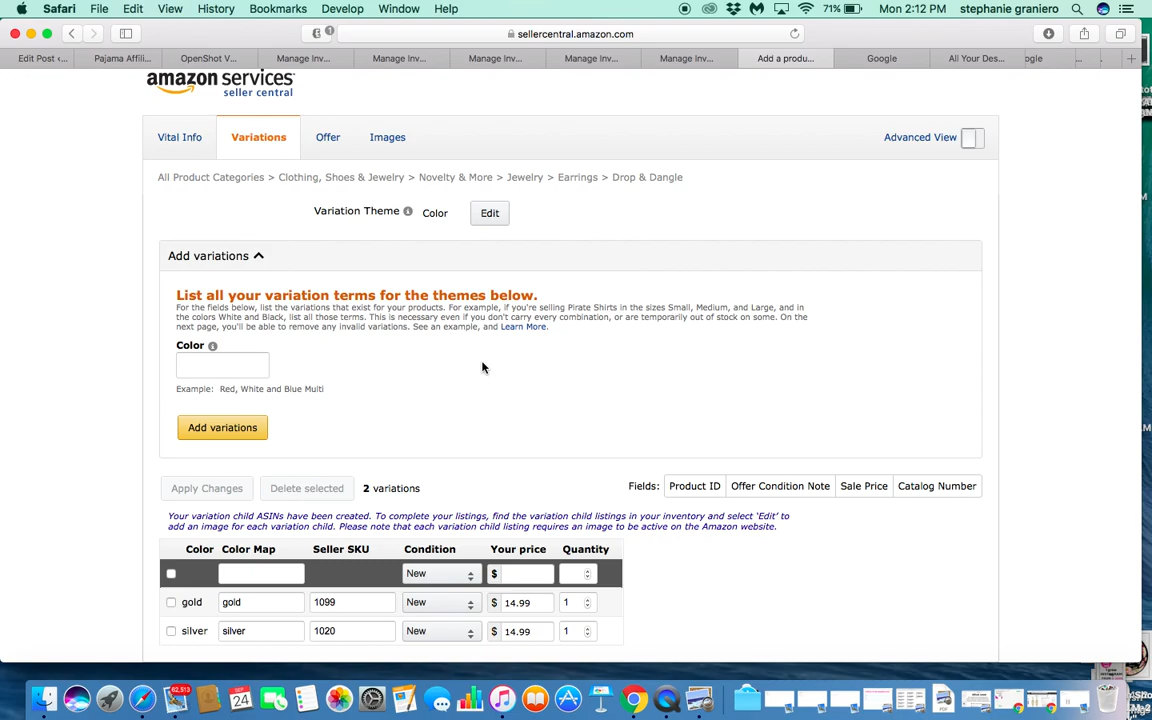 Safari File Edit View History Bookmarks Develop Window Help 71% Mon 2:12 PM stephanie graniero
sellercentral.amazon.com
Edit Post ‹... Pajama Affili... OpenShot V... Manage Inv... Manage Inv... Manage Inv... Manage Inv... Manage Inv... Add a produ... Google All Your Des... ogle
amazon services
seller central
Vital Info Variations Offer Images Advanced View
All Product Categories > Clothing, Shoes & Jewelry > Novelty & More > Jewelry > Earrings > Drop & Dangle
Variation Theme Color Edit
Add variations
List all your variation terms for the themes below.
For the fields below, list the variations that exist for your products. For example, if you're selling Pirate Shirts in the sizes Small, Medium, and Large, and in
the colors White and Black, list all those terms. This is necessary even if you don't carry every combination, or are temporarily out of stock on some. On the
next page, you'll be able to remove any invalid variations. See an example, and Learn More.
Color
Example: Red, White and Blue Multi
Add variations
Apply Changes Delete selected 2 variations Fields: Product ID Offer Condition Note Sale Price Catalog Number
Your variation child ASINs have been created. To complete your listings, find the variation child listings in your inventory and select 'Edit' to
add an image for each variation child. Please note that each variation child listing requires an image to be active on the Amazon website.
Color Color Map Seller SKU Condition Your price Quantity
New $
gold gold 1099 New $ 14.99 1
silver silver 1020 New $ 14.99 1
62,513
SEP
24